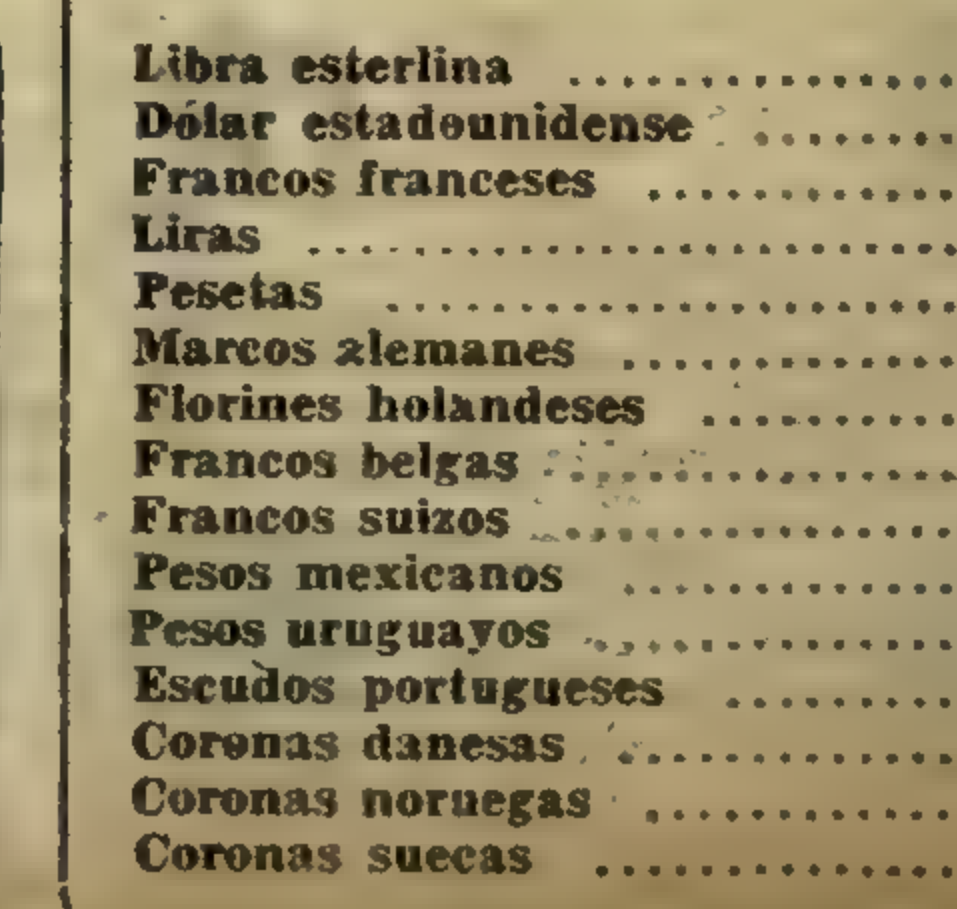 Libra esterlina ................
Dólar estadounidense ........
Francos franceses ............
Liras .........................
Pesetas ......................
Marcos alemanes .............
Florines holandeses ..........
Francos belgas ...............
Francos suizos ...............
Pesos mexicanos .............
Pesos uruguayos ..............
Escudos portugueses .........
Coronas danesas .............
Coronas noruegas ............
Coronas suecas ..............